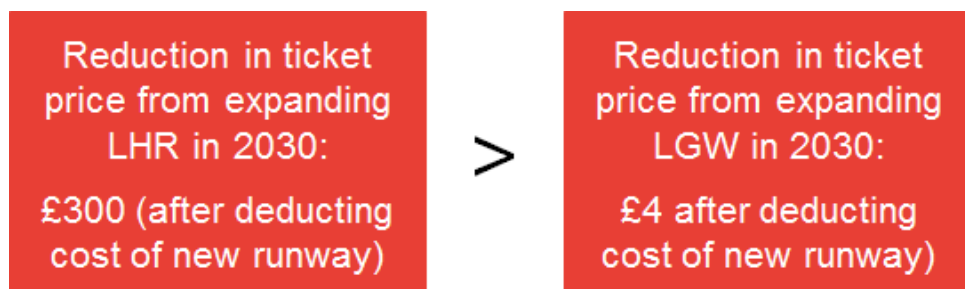 Reduction in ticket
price from expanding
LHR in 2030:
£300 (after deducting
cost of new runway)
>
Reduction in ticket
price from expanding
LGW in 2030:
£4 after deducting
cost of new runway)